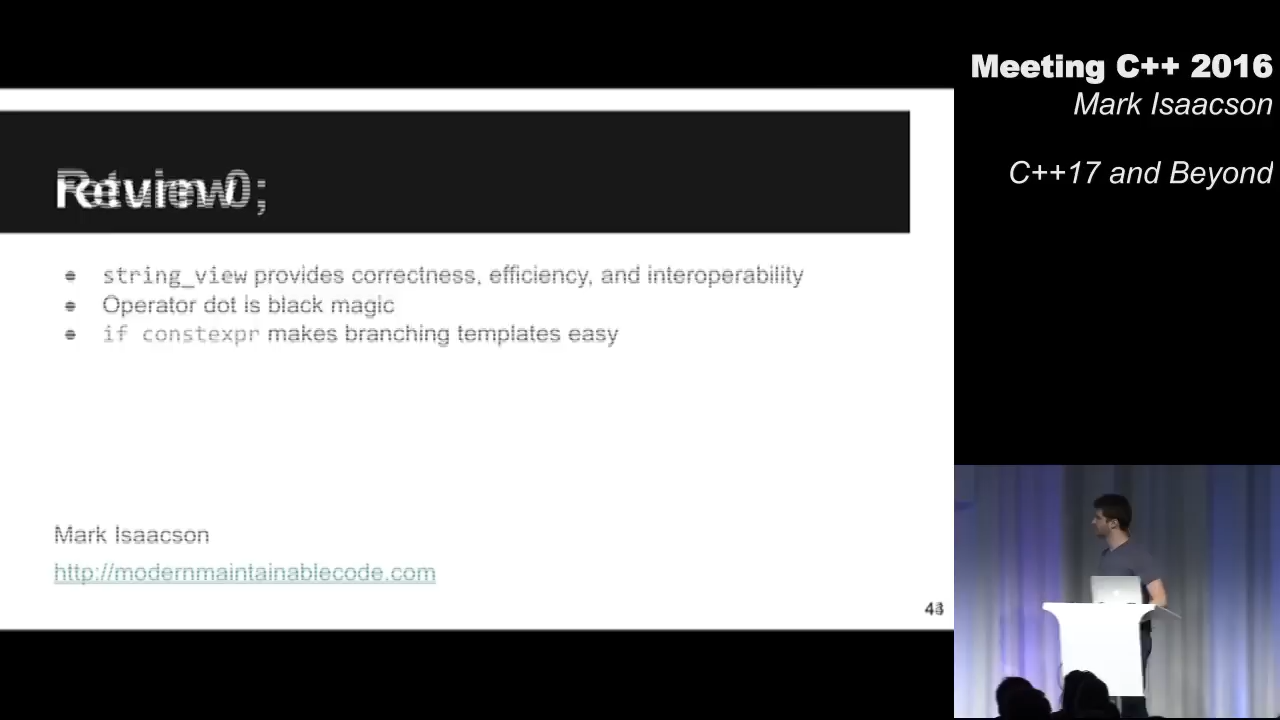 Meeting C++ 2016
Mark Isaacson
C++17 and Beyond
Review
string_view provides correctness, efficiency, and interoperability
Operator dot is black magic
if constexpr makes branching templates easy
Mark Isaacson
http://modernmaintainablecode.com